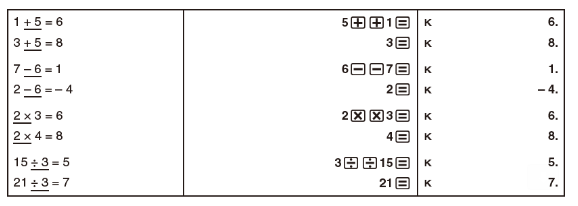 1 + 5 = 6 5 + + 1 = K 6.
3 + 5 = 8 3 = K 8.
7 – 6 = 1 6 – – 7 = K 1.
2 – 6 = – 4 2 = K – 4.
2 × 3 = 6 2 × × 3 = K 6.
2 × 4 = 8 4 = K 8.
15 ÷ 3 = 5 3 ÷ ÷ 15 = K 5.
21 ÷ 3 = 7 21 = K 7.